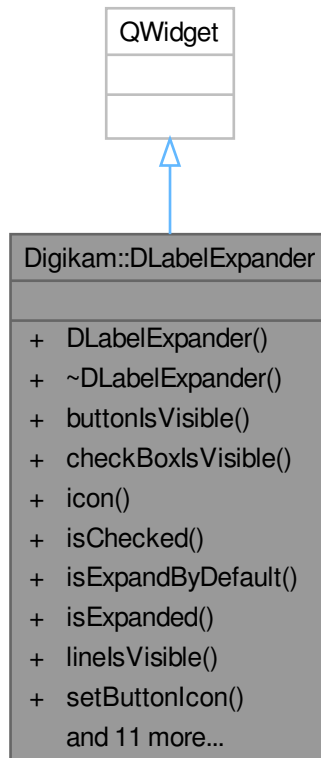 QWidget
Digikam::DLabelExpander
+ DLabelExpander()
+ ~DLabelExpander()
+ buttonIsVisible()
+ checkBoxIsVisible()
+ icon()
+ isChecked()
+ isExpandByDefault()
+ isExpanded()
+ lineIsVisible()
+ setButtonIcon()
and 11 more...